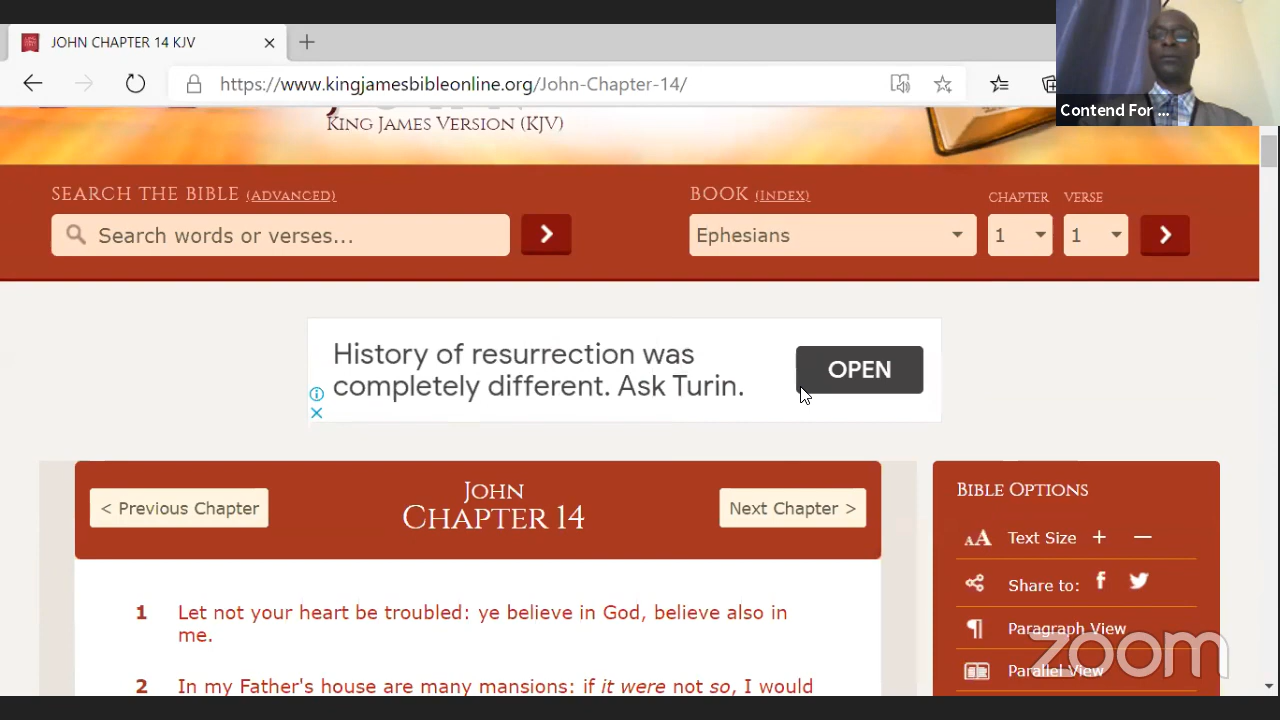 JOHN CHAPTER 14 KJV
https://www.kingjamesbibleonline.org/John-Chapter-14/
Contend For ...
KING JAMES VERSION (KJV)
SEARCH THE BIBLE (ADVANCED)
BOOK (INDEX)
CHAPTER
VERSE
Search words or verses...
Ephesians
1
1
History of resurrection was
completely different. Ask Turin.
OPEN
< Previous Chapter
JOHN
CHAPTER 14
Next Chapter >
BIBLE OPTIONS
AA Text Size + —
Share to: f
Paragraph View
Parallel View
1 Let not your heart be troubled: ye believe in God, believe also in
me.
2 In my Father's house are many mansions: if it were not so, I would
zoom